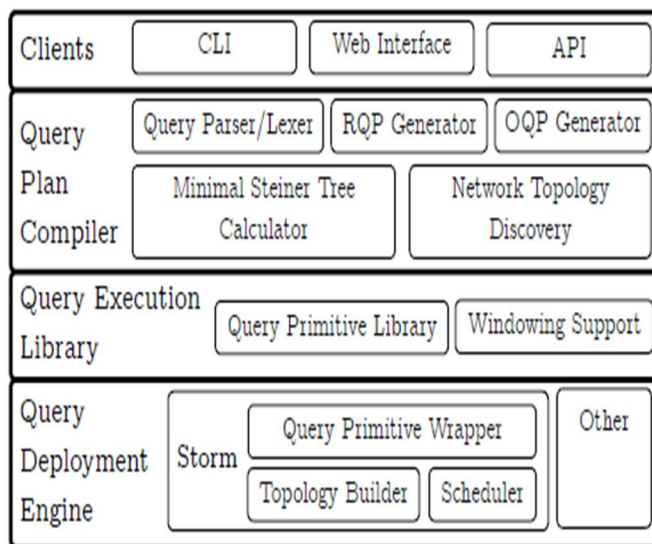 Clients
CLI
Web Interface
API
Query
Plan
Compiler
Query Parser/Lexer
RQP Generator
OQP Generator
Minimal Steiner Tree
Calculator
Network Topology
Discovery
Query Execution
Library
Query Primitive Library
Windowing Support
Query
Deployment
Engine
Storm
Query Primitive Wrapper
Topology Builder
Scheduler
Other